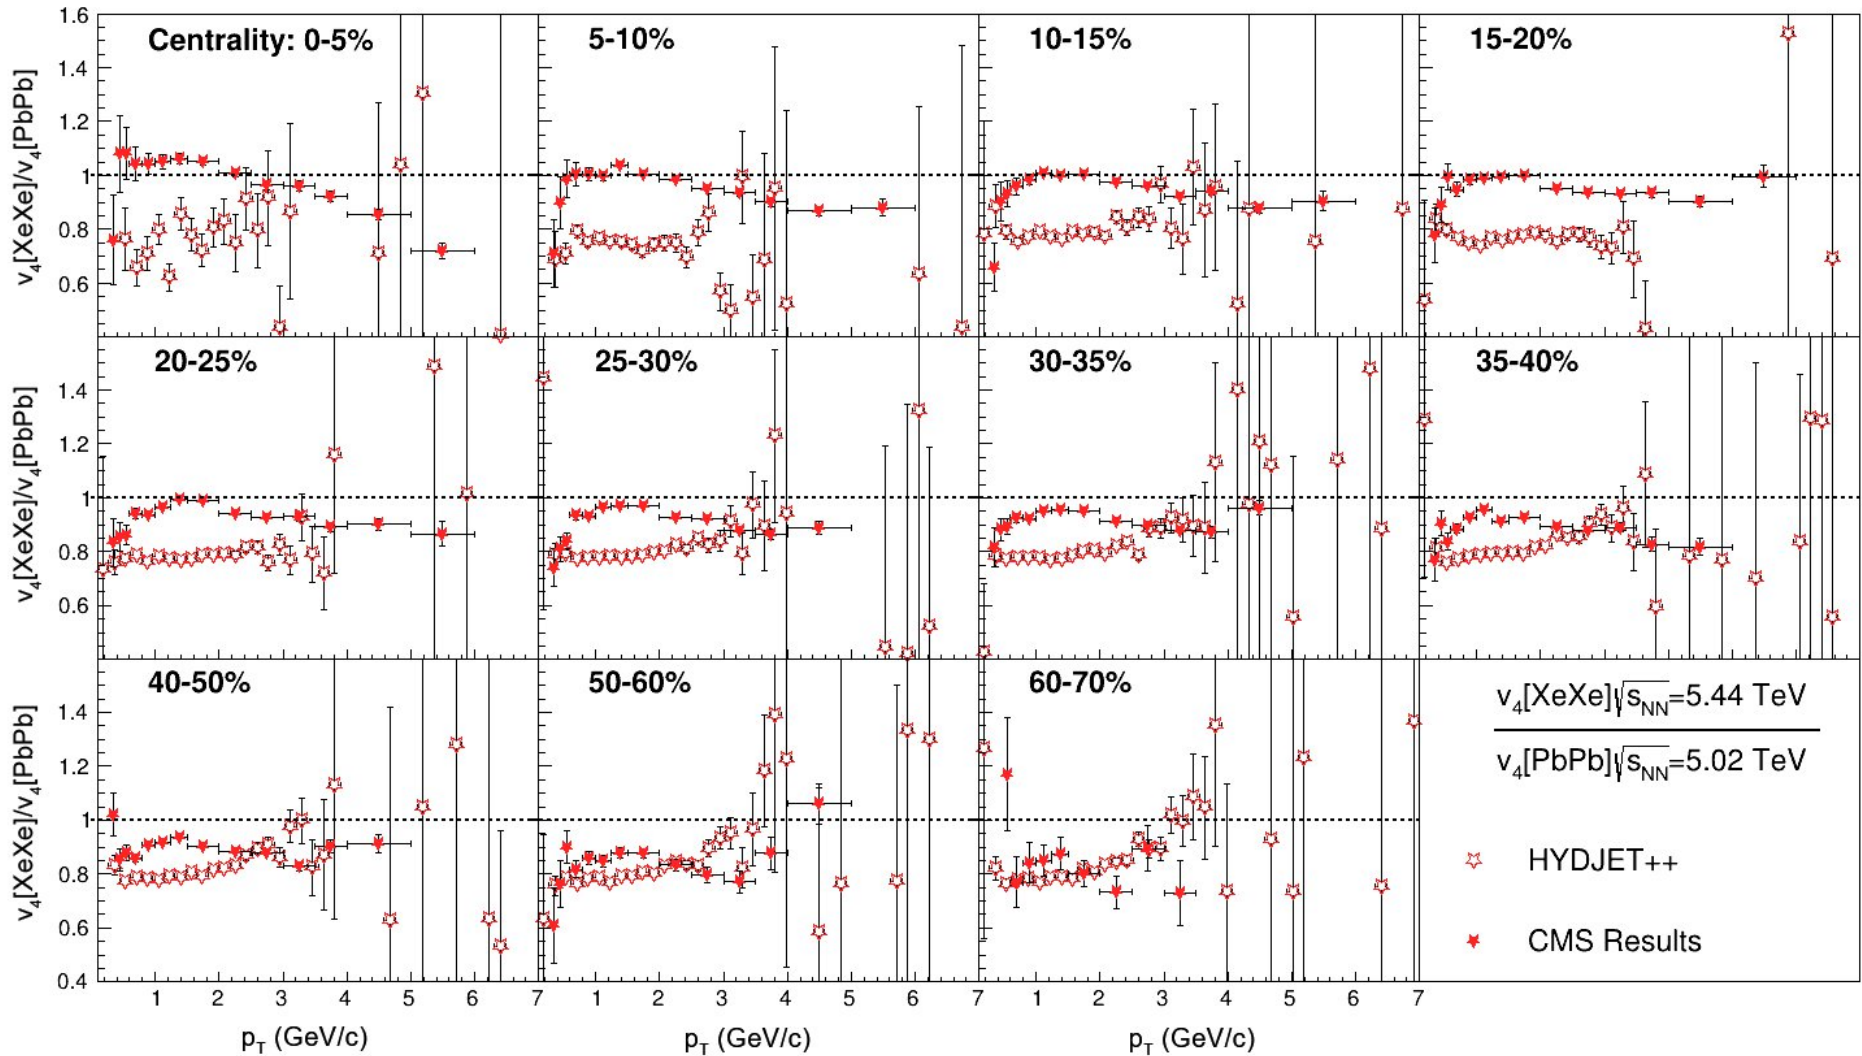 Centrality: 0-5%
5-10%
10-15%
15-20%
v4[XeXe]/v4[PbPb]
1.6
1.4
1.2
1
0.8
0.6
20-25%
25-30%
30-35%
35-40%
v4[XeXe]/v4[PbPb]
1.4
1.2
1
0.8
0.6
40-50%
50-60%
60-70%
v4[XeXe]/v4[PbPb]
1.4
1.2
1
0.8
0.6
0.4
v4[XeXe]√sNN=5.44 TeV
v4[PbPb]√sNN=5.02 TeV
HYDJET++
CMS Results
1 2 3 4 5 6 7
1 2 3 4 5 6 7
1 2 3 4 5 6 7
pT (GeV/c)
pT (GeV/c)
pT (GeV/c)